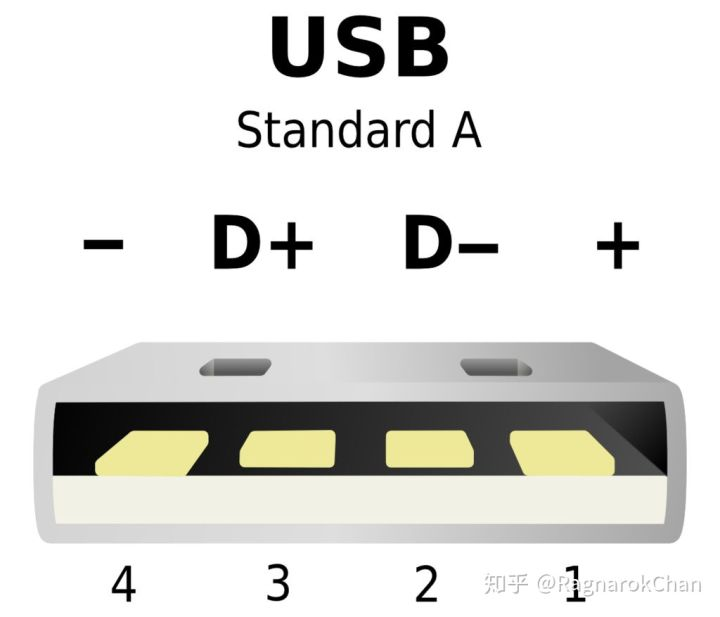 USB
Standard A
− D+ D− +
4 3 2 1
知乎 @RagnarokChan